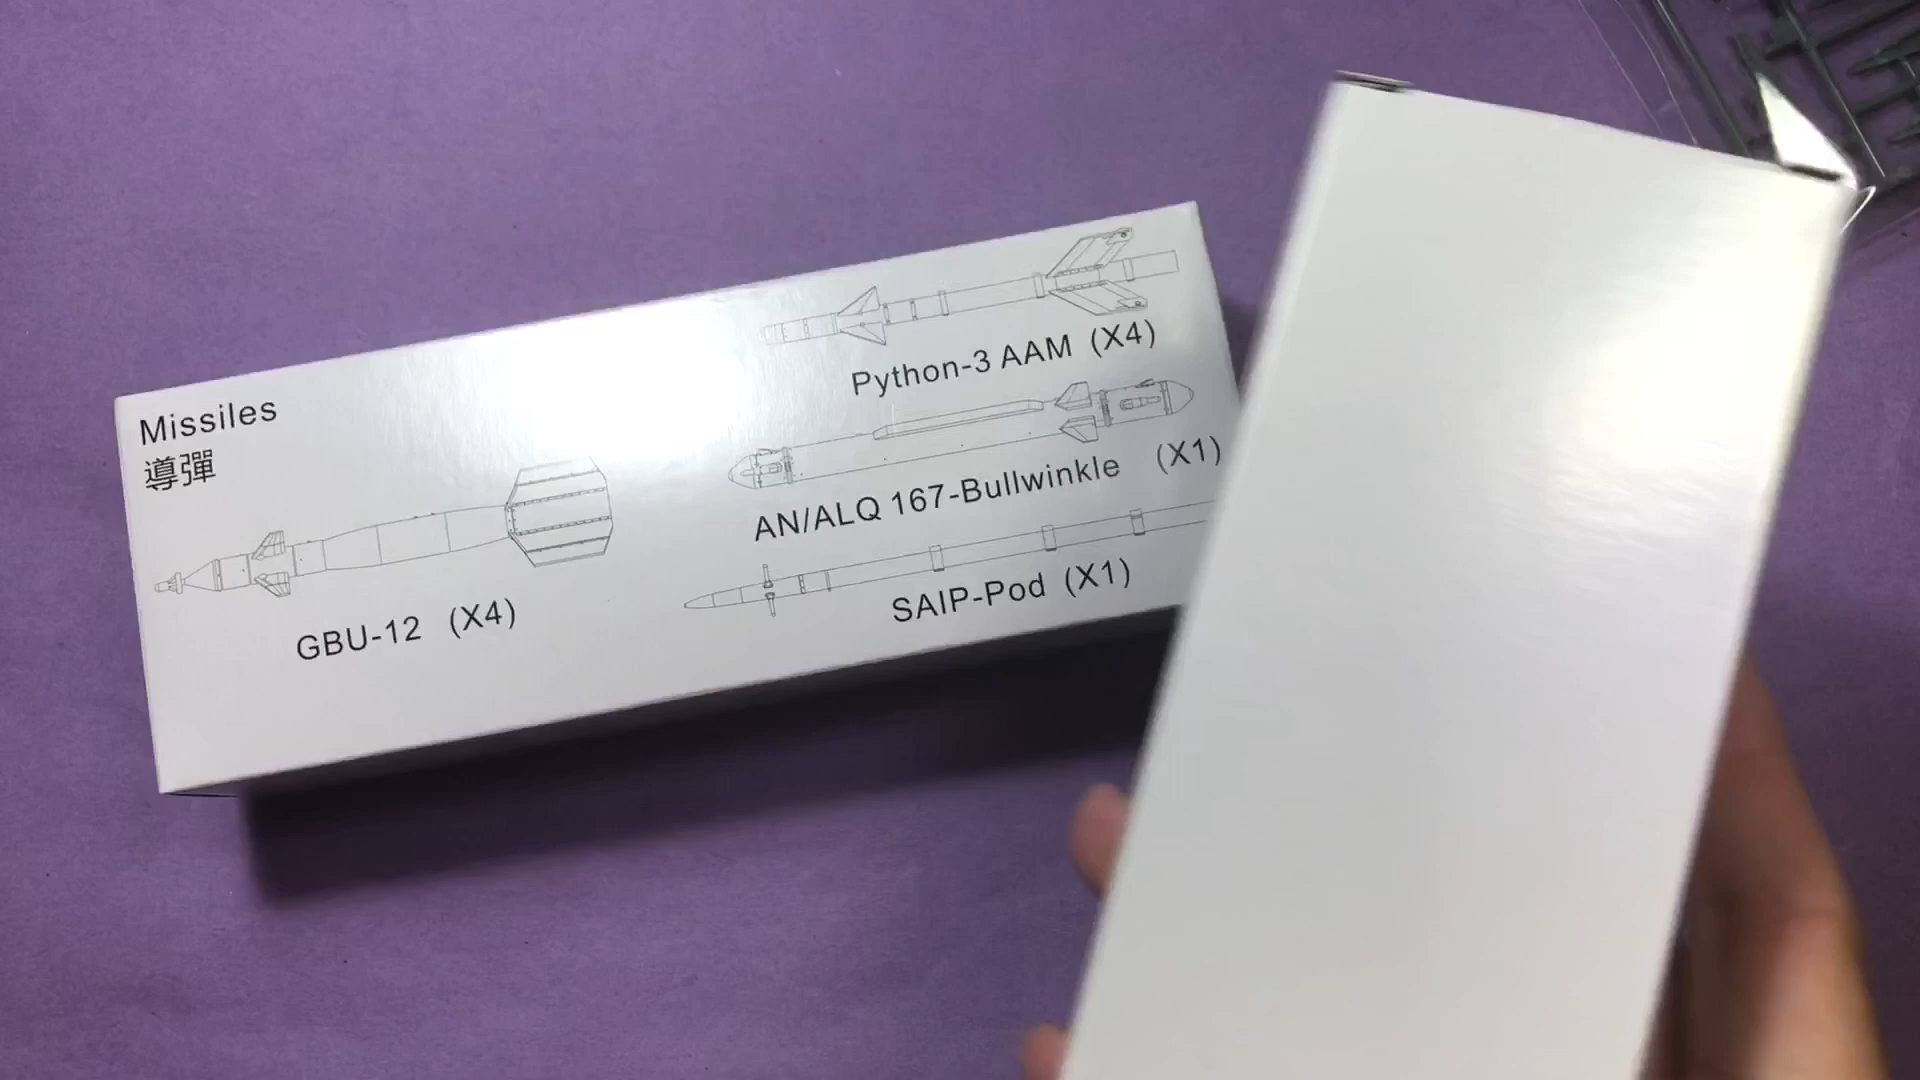 Missiles
導彈
GBU-12 (X4)
Python-3 AAM (X4)
AN/ALQ 167-Bullwinkle (X1)
SAIP-Pod (X1)